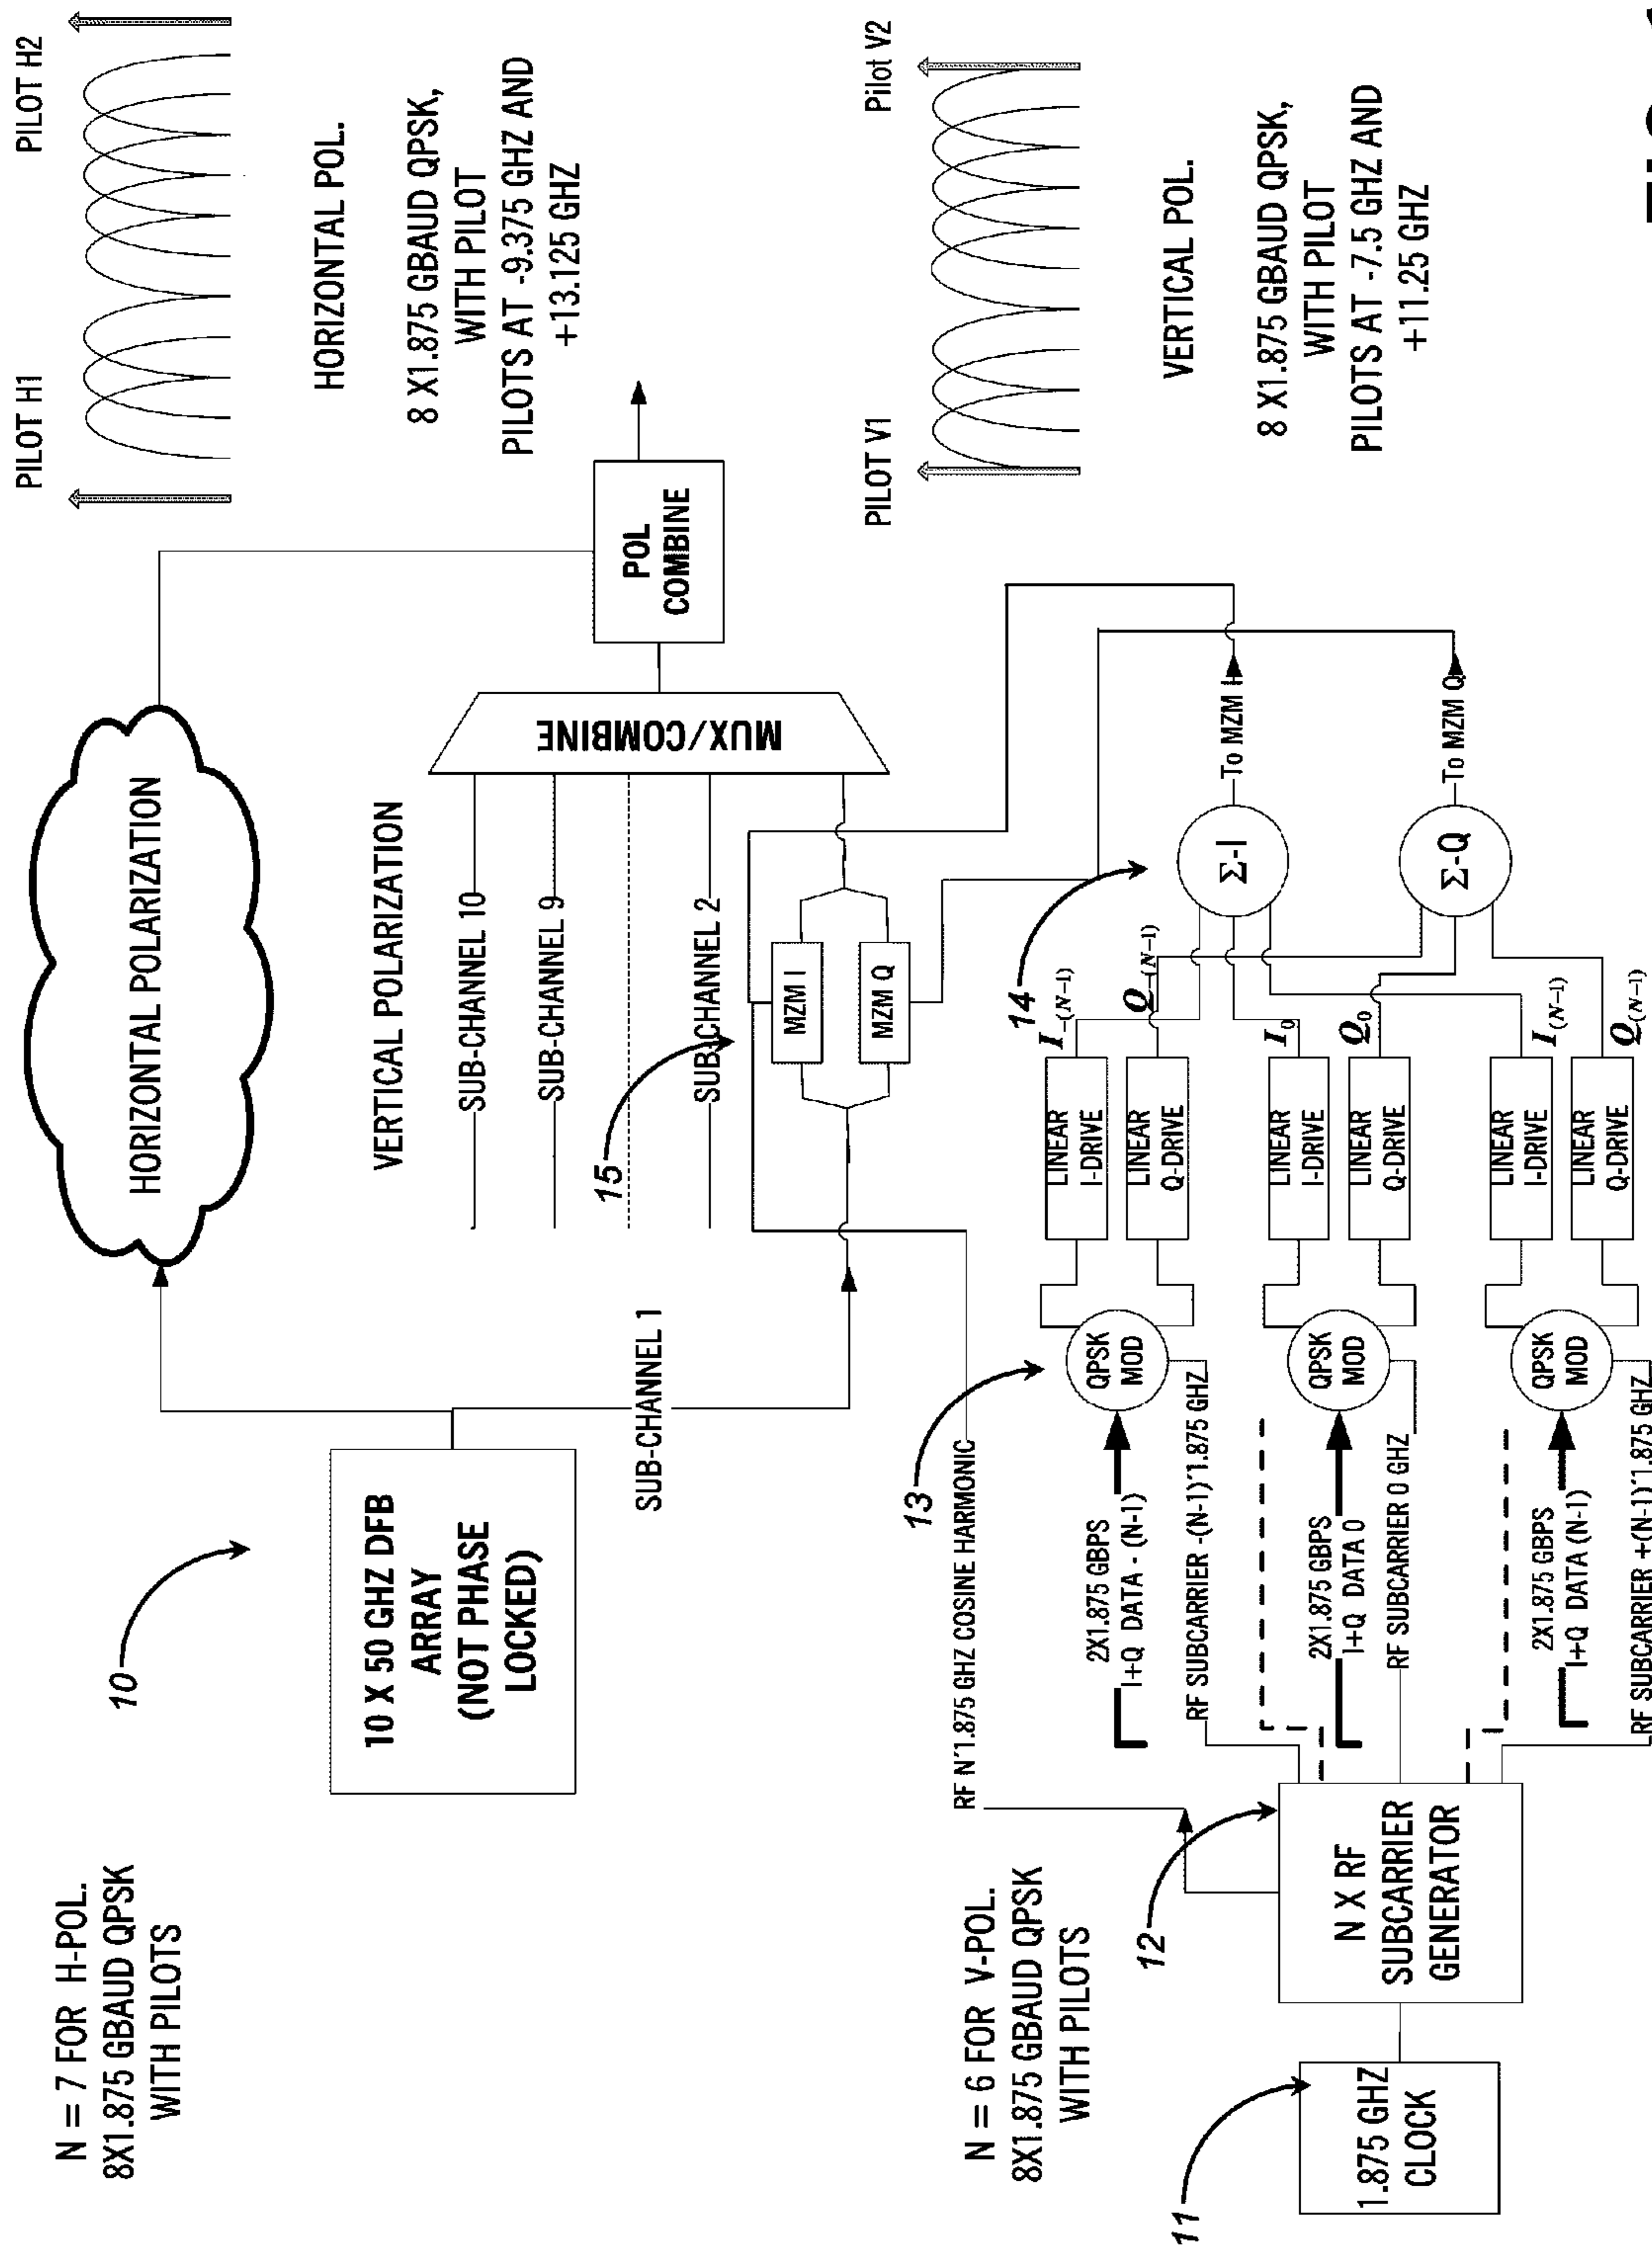 N = 7 FOR H-POL.
8X1.875 GBAUD QPSK
WITH PILOTS
10
10 X 50 GHZ DFB
ARRAY
(NOT PHASE
LOCKED)
HORIZONTAL POLARIZATION
SUB-CHANNEL 1
VERTICAL POLARIZATION
SUB-CHANNEL 10
SUB-CHANNEL 9
SUB-CHANNEL 2
15
MZM I
MZM Q
MUX/COMBINE
POL
COMBINE
PILOT H1
PILOT H2
HORIZONTAL POL.
8 X1.875 GBAUD QPSK,
WITH PILOT
PILOTS AT -9.375 GHZ AND
+13.125 GHZ
N = 6 FOR V-POL.
8X1.875 GBAUD QPSK
WITH PILOTS
11
1.875 GHZ
CLOCK
12
N X RF
SUBCARRIER
GENERATOR
RF N´1.875 GHZ COSINE HARMONIC
13
2X1.875 GBPS
I+Q DATA - (N-1)
RF SUBCARRIER -(N-1)´1.875 GHZ
QPSK
MOD
LINEAR
I-DRIVE
LINEAR
Q-DRIVE
I-(N-1)
Q-(N-1)
2X1.875 GBPS
I+Q DATA 0
RF SUBCARRIER 0 GHZ
QPSK
MOD
LINEAR
I-DRIVE
LINEAR
Q-DRIVE
I0
Q0
2X1.875 GBPS
I+Q DATA (N-1)
RF SUBCARRIER +(N-1)´1.875 GHZ
QPSK
MOD
LINEAR
I-DRIVE
LINEAR
Q-DRIVE
I(N-1)
Q(N-1)
14
Σ-I
To MZM I
Σ-Q
To MZM Q
PILOT V1
Pilot V2
VERTICAL POL.
8 X1.875 GBAUD QPSK,
WITH PILOT
PILOTS AT -7.5 GHZ AND
+11.25 GHZ